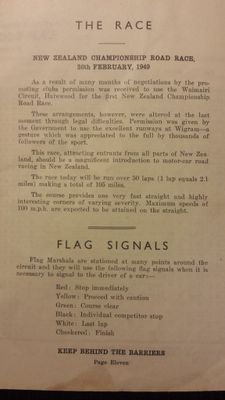 THE RACE
NEW ZEALAND CHAMPIONSHIP ROAD RACE,
26th FEBRUARY, 1949
As a result of many months of negotiations by the pro-
moting clubs permission was received to use the Waimairi
Circuit, Harewood for the first New Zealand Championship
Road Race.
These arrangements, however, were altered at the last
moment through legal difficulties. Permission was given by
the Government to use the excellent runways at Wigram—a
gesture which was appreciated to the full by thousands of
followers of the sport.
This race, attracting entrants from all parts of New Zea-
land, should be a magnificent introduction to motor-car road
racing in New Zealand.
The race today will be run over 50 laps (1 lap equals 2.1
miles) making a total of 105 miles.
The course provides one very fast straight and highly
interesting corners of varying severity. Maximum speeds of
100 m.p.h. are expected to be attained on the straight.
FLAG SIGNALS
Flag Marshals are stationed at many points around the
circuit and they will use the following flag signals when it is
necessary to signal to the driver of a car:—
Red: Stop immediately
Yellow: Proceed with caution
Green: Course clear
Black: Individual competitor stop
White: Last lap
Checkered: Finish
KEEP BEHIND THE BARRIERS
Page Eleven